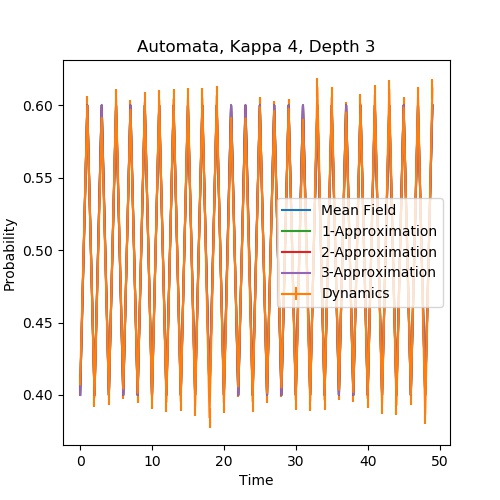 Automata, Kappa 4, Depth 3
Probability
0.60
0.55
0.50
0.45
0.40
Mean Field
1-Approximation
2-Approximation
3-Approximation
Dynamics
0 10 20 30 40 50
Time